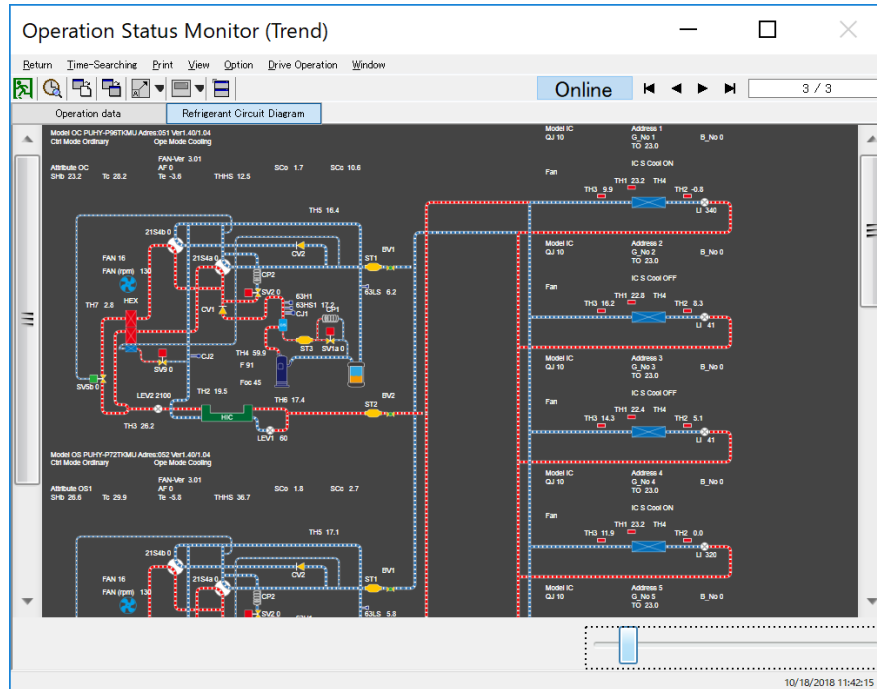 Operation Status Monitor (Trend)
Return Time-Searching Print View Option Drive Operation Window
Online 3 / 3
Operation data Refrigerant Circuit Diagram
Model OC PUHY-P96TKMU Adres:051 Ver1.40/1.04
Ctrl Mode Ordinary Ope Mode Cooling
FAN-Ver 3.01
Attribute OC AF 0 SCo 1.7 SCc 10.6
SHb 23.2 Tc 28.2 Te -3.6 THHS 12.5
TH5 16.4
21S4b 0
BV1
CV2 ST1
FAN 16 21S4a 0
FAN (rpm) 130
CP2
SV2 0 63H1 63LS 6.2
63HS1 17.2
TH7 2.8 HEX CV1 CJ1 CP1
ST3 SV1a 0
CJ2 TH4 59.9
SV9 0 F 91
SV5b 0 Foc 45
LEV2 2100 TH2 19.5 TH6 17.4 BV2
HIC ST2
TH3 26.2 LEV1 60
Model OS PUHY-P72TKMU Adres:052 Ver1.40/1.04
Ctrl Mode Ordinary Ope Mode Cooling
FAN-Ver 3.01
Attribute OS1 AF 0 SCo 1.8 SCc 2.7
SHb 26.6 Tc 29.9 Te -5.8 THHS 36.7
TH5 17.1
21S4b 0
BV1
CV2 ST1
FAN 16 21S4a 0
FAN (rpm) 130
CP2
SV2 0 63H1 63LS 5.8
Model IC Address 1
QJ 10 G_No 1 B_No 0
TO 23.0
IC S Cool ON
Fan
TH1 23.2 TH4
TH3 9.9 TH2 -0.8
LI 340
Model IC Address 2
QJ 10 G_No 2 B_No 0
TO 23.0
IC S Cool OFF
Fan
TH1 22.8 TH4
TH3 16.2 TH2 8.3
LI 41
Model IC Address 3
QJ 10 G_No 3 B_No 0
TO 23.0
IC S Cool OFF
Fan
TH1 22.4 TH4
TH3 14.3 TH2 5.1
LI 41
Model IC Address 4
QJ 10 G_No 4 B_No 0
TO 23.0
IC S Cool ON
Fan
TH1 23.2 TH4
TH3 11.9 TH2 0.0
LI 320
Model IC Address 5
QJ 10 G_No 5 B_No 0
TO 23.0
10/18/2018 11:42:15